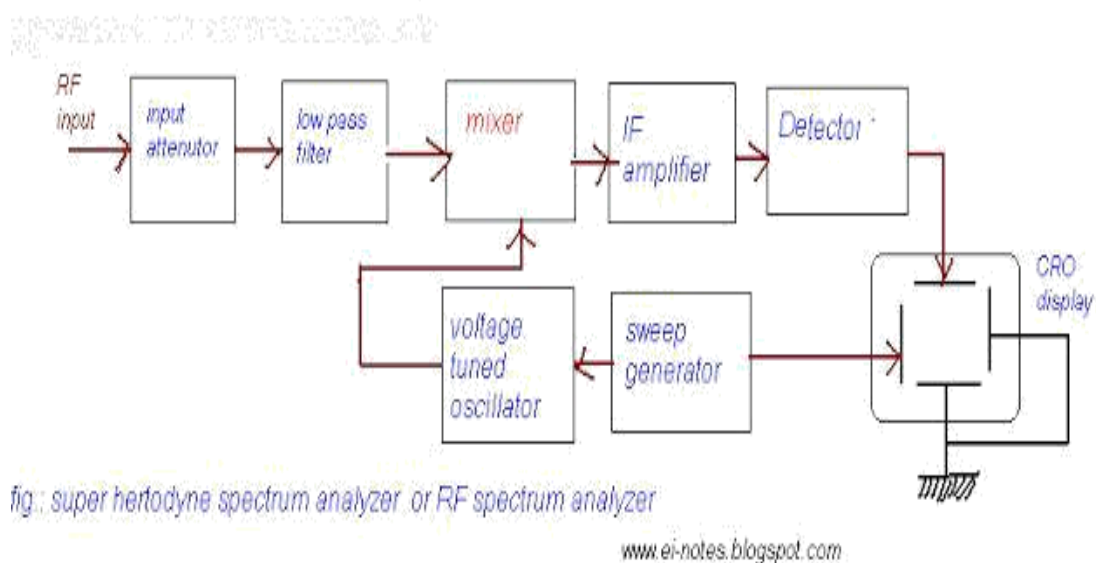 RF
input
input
attenutor
low pass
filter
mixer
IF
amplifier
Detector
CRO
display
voltage
tuned
oscillator
sweep
generator
fig.: super hertodyne spectrum analyzer or RF spectrum analyzer
www.ei-notes.blogspot.com